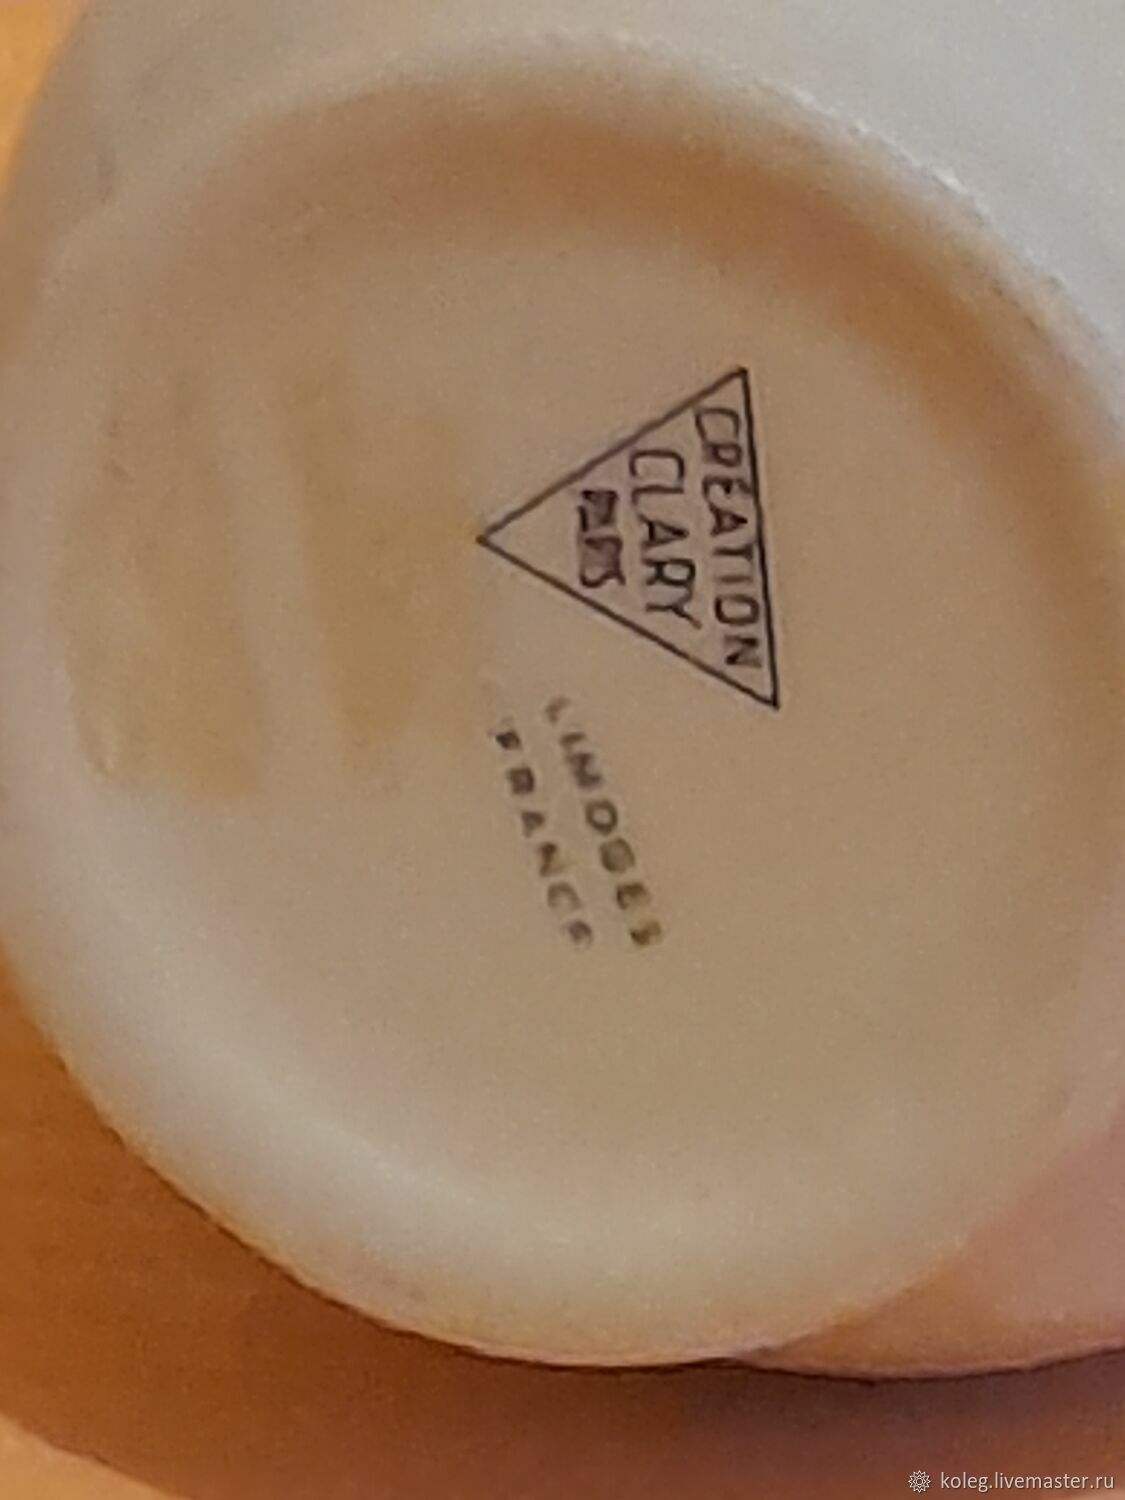 CREATION
CLARY
PARIS
LIMOGES
FRANCE
koleg.livemaster.ru